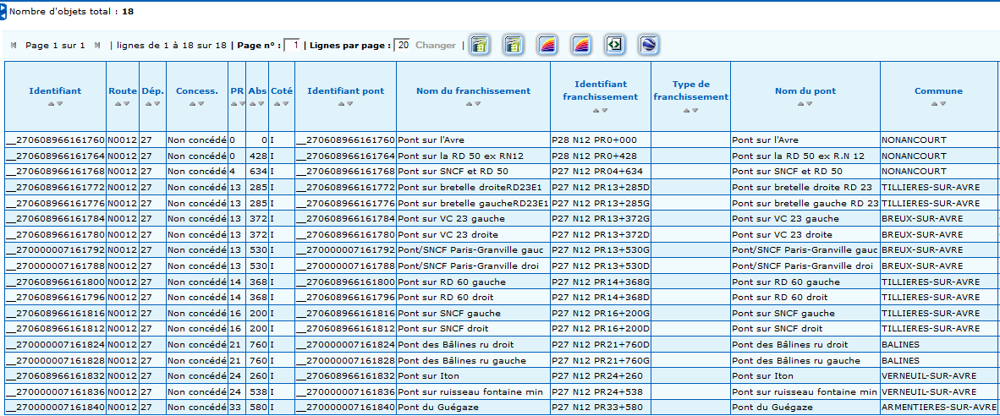 Nombre d'objets total : 18
Page 1 sur 1 | lignes de 1 à 18 sur 18 | Page n° : 1 | Lignes par page : 20 Changer |
Identifiant Route Dép. Concess. PR Abs Coté Identifiant pont Nom du franchissement Identifiant franchissement Type de franchissement Nom du pont Commune
__270608966161760 N0012 27 Non concédé 0 0 I __270608966161760 Pont sur l'Avre P28 N12 PR0+000 Pont sur l'Avre NONANCOURT
__270608966161764 N0012 27 Non concédé 0 428 I __270608966161764 Pont sur la RD 50 ex RN12 P28 N12 PR0+428 Pont sur la RD 50 ex R.N 12 NONANCOURT
__270608966161768 N0012 27 Non concédé 4 634 I __270608966161768 Pont sur SNCF et RD 50 P27 N12 PR04+634 Pont sur SNCF et RD 50 NONANCOURT
__270608966161772 N0012 27 Non concédé 13 285 I __270608966161772 Pont sur bretelle droiteRD23E1 P27 N12 PR13+285D Pont sur bretelle droite RD 23 TILLIERES-SUR-AVRE
__270608966161776 N0012 27 Non concédé 13 285 I __270608966161776 Pont sur bretelle gaucheRD23E1 P27 N12 PR13+285G Pont sur bretelle gauche RD 23 TILLIERES-SUR-AVRE
__270608966161784 N0012 27 Non concédé 13 372 I __270608966161784 Pont sur VC 23 gauche P27 N12 PR13+372G Pont sur VC 23 gauche BREUX-SUR-AVRE
__270608966161780 N0012 27 Non concédé 13 372 I __270608966161780 Pont sur VC 23 droite P27 N12 PR13+372D Pont sur VC 23 droite BREUX-SUR-AVRE
__270000007161792 N0012 27 Non concédé 13 530 I __270000007161792 Pont/SNCF Paris-Granville gauc P27 N12 PR13+530G Pont/SNCF Paris-Granville gauc BREUX-SUR-AVRE
__270000007161788 N0012 27 Non concédé 13 530 I __270000007161788 Pont/SNCF Paris-Granville droi P27 N12 PR13+530D Pont/SNCF Paris-Granville droi BREUX-SUR-AVRE
__270608966161800 N0012 27 Non concédé 14 368 I __270608966161800 Pont sur RD 60 gauche P27 N12 PR14+368G Pont sur RD 60 gauche TILLIERES-SUR-AVRE
__270608966161796 N0012 27 Non concédé 14 368 I __270608966161796 Pont sur RD 60 droit P27 N12 PR14+368D Pont sur RD 60 droit TILLIERES-SUR-AVRE
__270608966161816 N0012 27 Non concédé 16 200 I __270608966161816 Pont sur SNCF gauche P27 N12 PR16+200G Pont sur SNCF gauche TILLIERES-SUR-AVRE
__270608966161812 N0012 27 Non concédé 16 200 I __270608966161812 Pont sur SNCF droit P27 N12 PR16+200D Pont sur SNCF droit TILLIERES-SUR-AVRE
__270000007161824 N0012 27 Non concédé 21 760 I __270000007161824 Pont des Bâlines ru droit P27 N12 PR21+760D Pont des Bâlines ru droit BALINES
__270000007161828 N0012 27 Non concédé 21 760 I __270000007161828 Pont des Bâlines ru gauche P27 N12 PR21+760G Pont des Bâlines ru gauche BALINES
__270608966161832 N0012 27 Non concédé 24 260 I __270608966161832 Pont sur Iton P27 N12 PR24+260 Pont sur Iton VERNEUIL-SUR-AVRE
__270000007161836 N0012 27 Non concédé 24 538 I __270000007161836 Pont sur ruisseau fontaine min P27 N12 PR24+538 Pont sur ruisseau fontaine min VERNEUIL-SUR-AVRE
__270000007161840 N0012 27 Non concédé 33 580 I __270000007161840 Pont du Guégaze P27 N12 PR33+580 Pont du Guégaze ARMENTIERES-SUR-AVRE